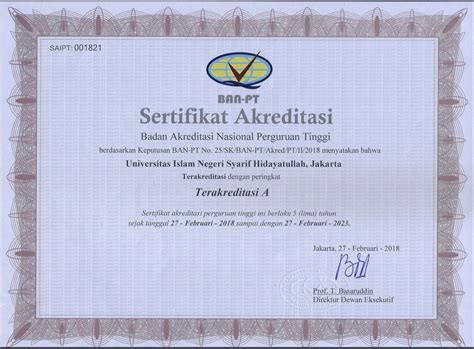 SAIPT: 001821
BAN-PT
Sertifikat Akreditasi
Badan Akreditasi Nasional Perguruan Tinggi
berdasarkan Keputusan BAN-PT No. 25/SK/BAN-PT/Akred/PT/II/2018 menyatakan bahwa
Universitas Islam Negeri Syarif Hidayatullah, Jakarta
Terakreditasi dengan peringkat
Terakreditasi A
Sertifikat akreditasi perguruan tinggi ini berlaku 5 (lima) tahun
sejak tanggal 27 - Februari - 2018 sampai dengan 27 - Februari - 2023.
Jakarta, 27 - Februari - 2018
Prof. T. Basaruddin
Direktur Dewan Eksekutif